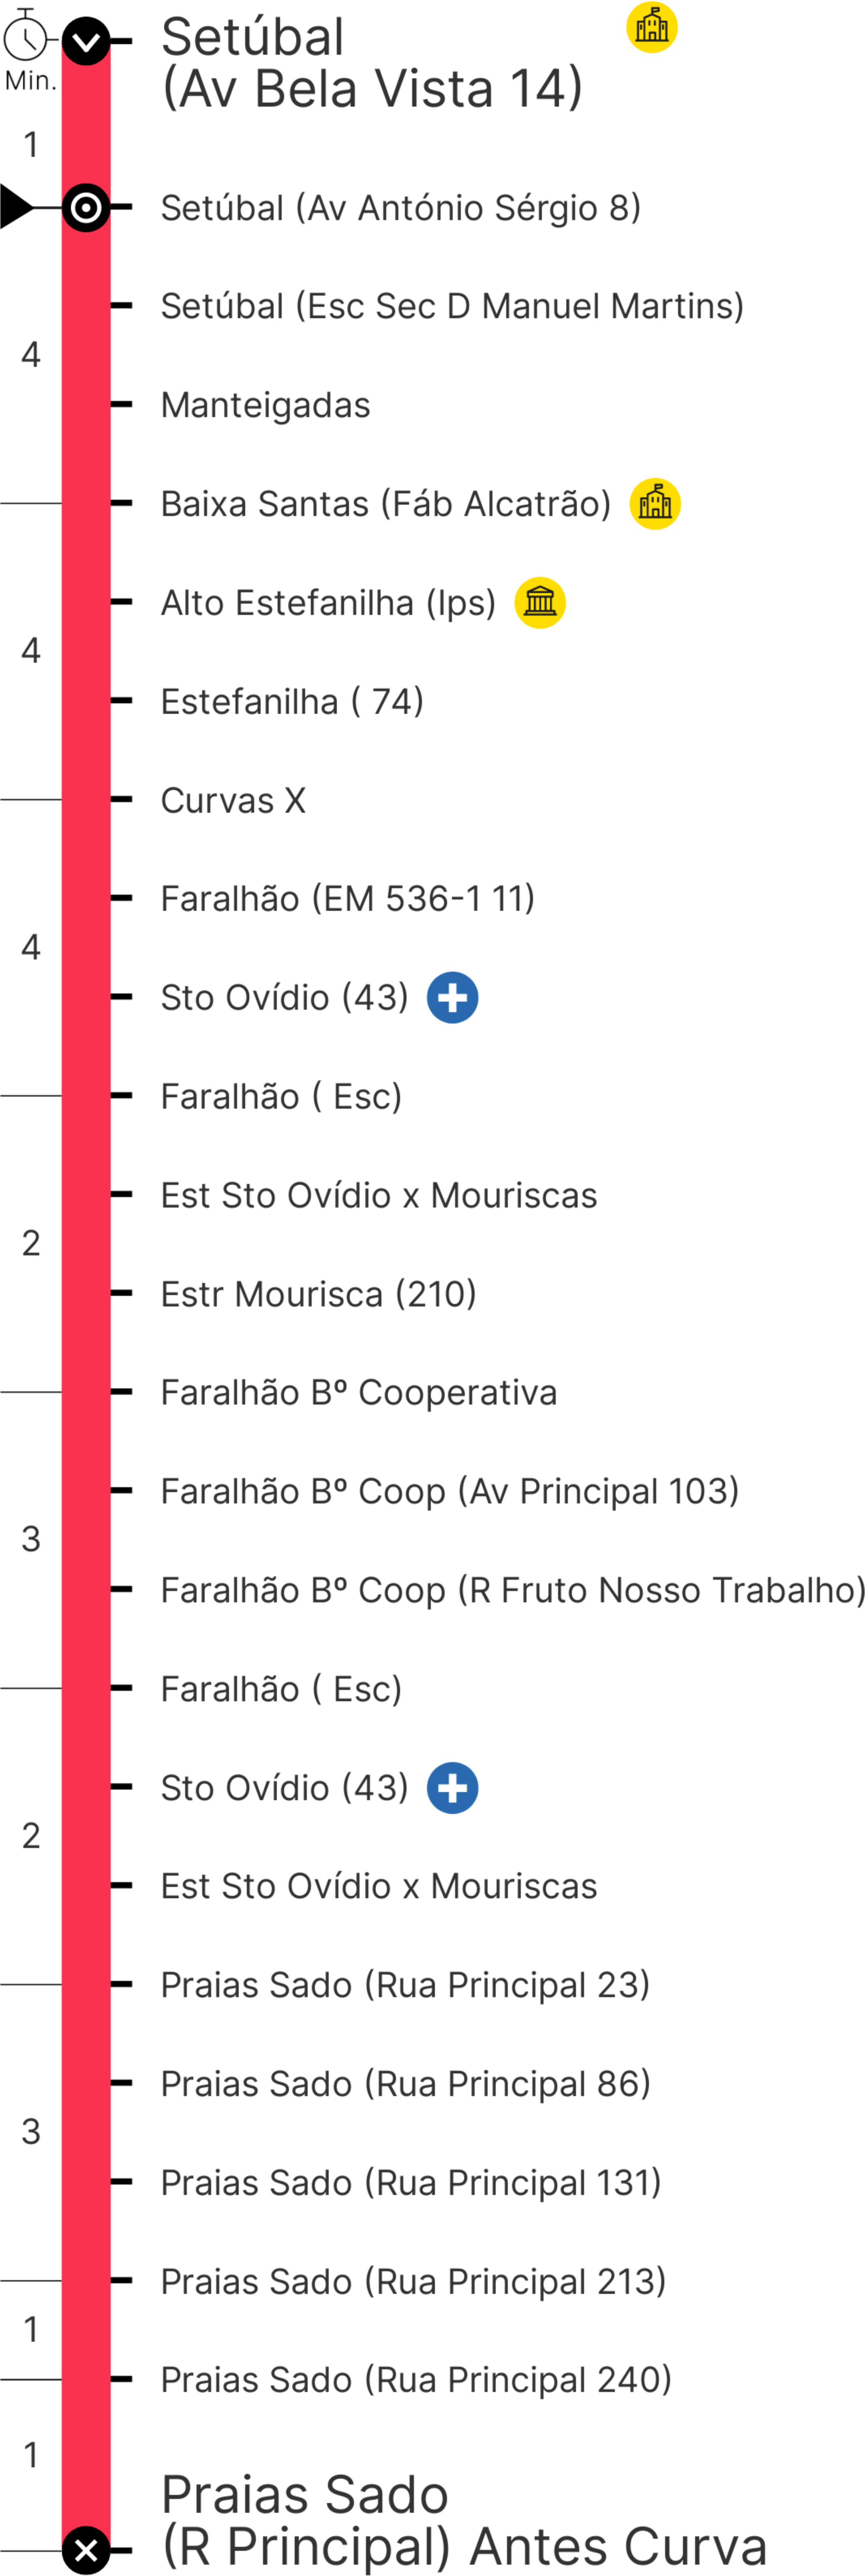 Setúbal
(Av Bela Vista 14)
Min.
1
Setúbal (Av António Sérgio 8)
Setúbal (Esc Sec D Manuel Martins)
4
Manteigadas
Baixa Santas (Fáb Alcatrão)
Alto Estefanilha (Ips)
4
Estefanilha ( 74)
Curvas X
Faralhão (EM 536-1 11)
4
Sto Ovídio (43)
Faralhão ( Esc)
Est Sto Ovídio x Mouriscas
2
Estr Mourisca (210)
Faralhão Bº Cooperativa
Faralhão Bº Coop (Av Principal 103)
3
Faralhão Bº Coop (R Fruto Nosso Trabalho)
Faralhão ( Esc)
Sto Ovídio (43)
2
Est Sto Ovídio x Mouriscas
Praias Sado (Rua Principal 23)
Praias Sado (Rua Principal 86)
3
Praias Sado (Rua Principal 131)
Praias Sado (Rua Principal 213)
1
Praias Sado (Rua Principal 240)
1
Praias Sado
(R Principal) Antes Curva